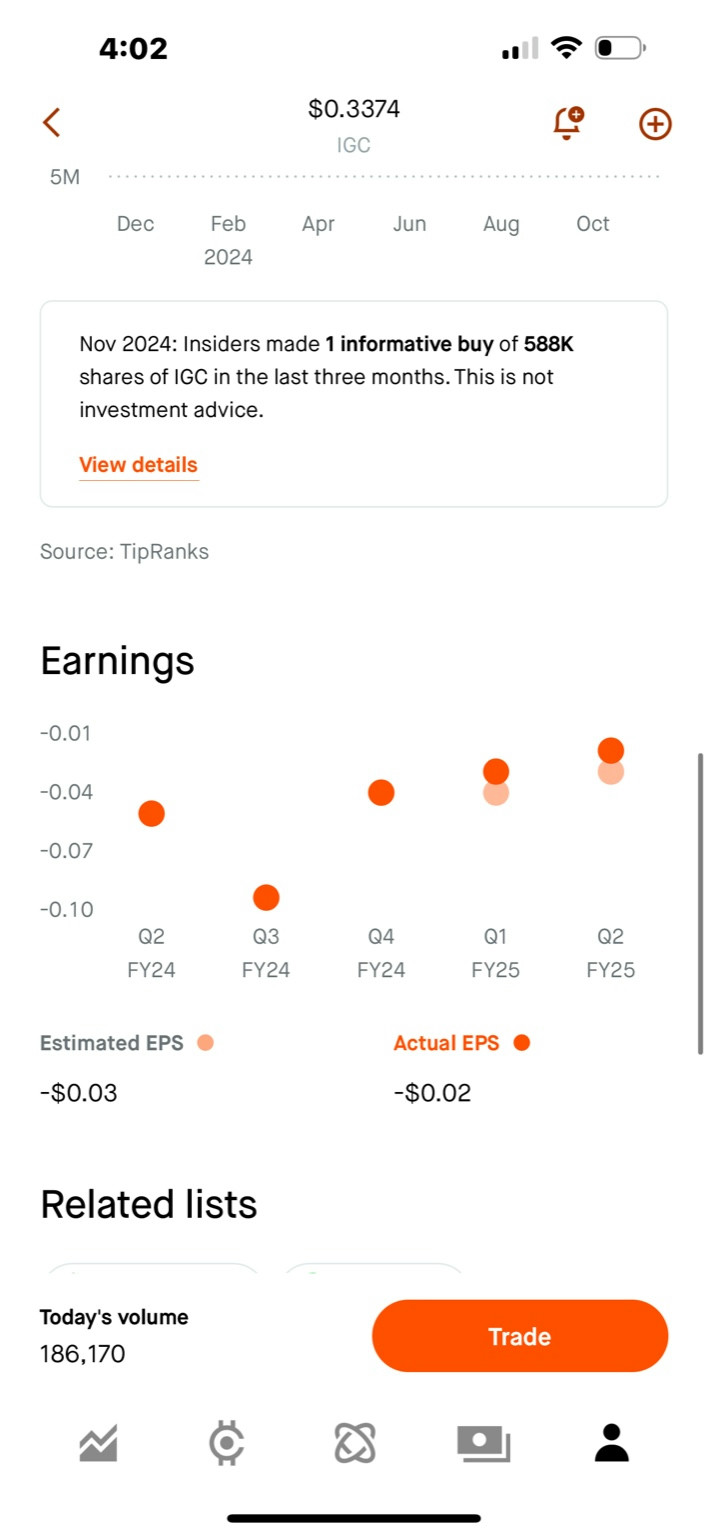 4:02
$0.3374
IGC
5M
Dec Feb Apr Jun Aug Oct
2024
Nov 2024: Insiders made 1 informative buy of 588K
shares of IGC in the last three months. This is not
investment advice.
View details
Source: TipRanks
Earnings
-0.01
-0.04
-0.07
-0.10
Q2 Q3 Q4 Q1 Q2
FY24 FY24 FY24 FY25 FY25
Estimated EPS Actual EPS
-$0.03 -$0.02
Related lists
Today's volume
186,170
Trade